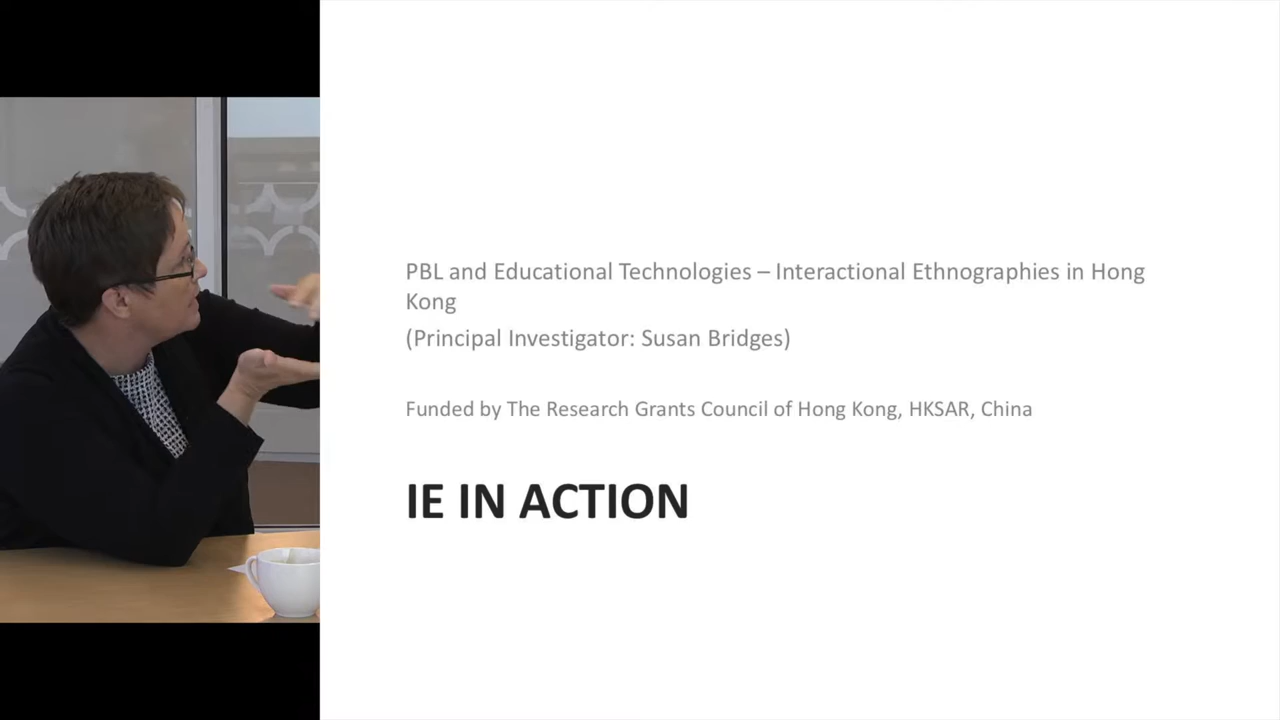 PBL and Educational Technologies – Interactional Ethnographies in Hong
Kong
(Principal Investigator: Susan Bridges)
Funded by The Research Grants Council of Hong Kong, HKSAR, China
IE IN ACTION